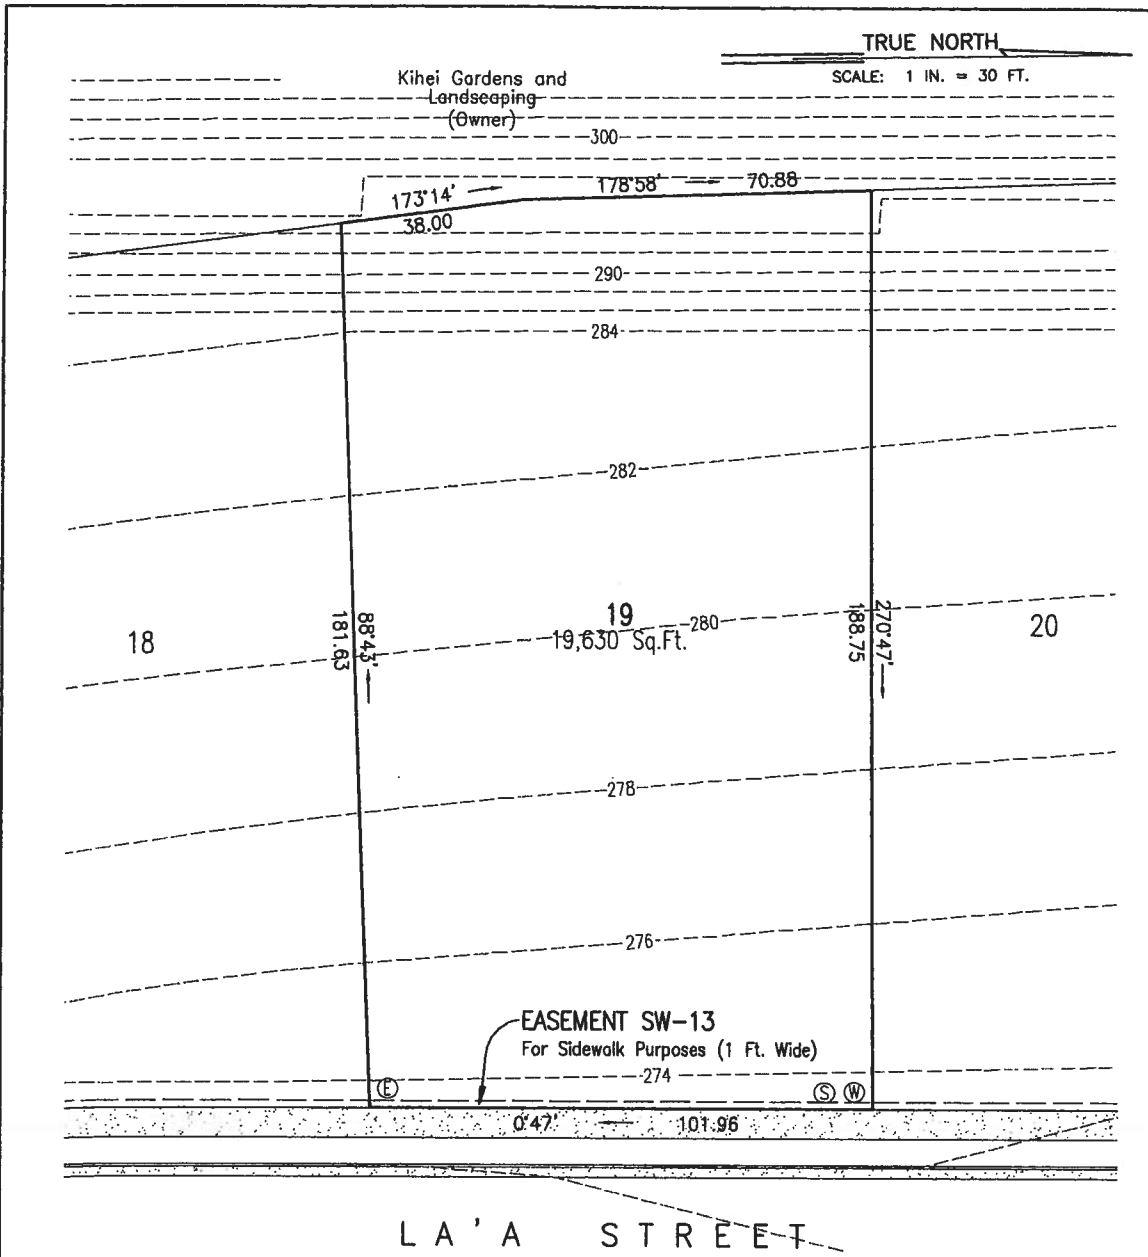 TRUE NORTH
SCALE: 1 IN. = 30 FT.
Kihei Gardens and
Landscaping
(Owner)
300
173°14'
38.00
178°58'
70.88
290
284
282
18
181.63
88°43'
19
19,630 Sq.Ft.
280
188.75
270°47'
20
278
276
EASEMENT SW-13
For Sidewalk Purposes (1 Ft. Wide)
274
E
S W
0°47'
101.96
LA'A STREET